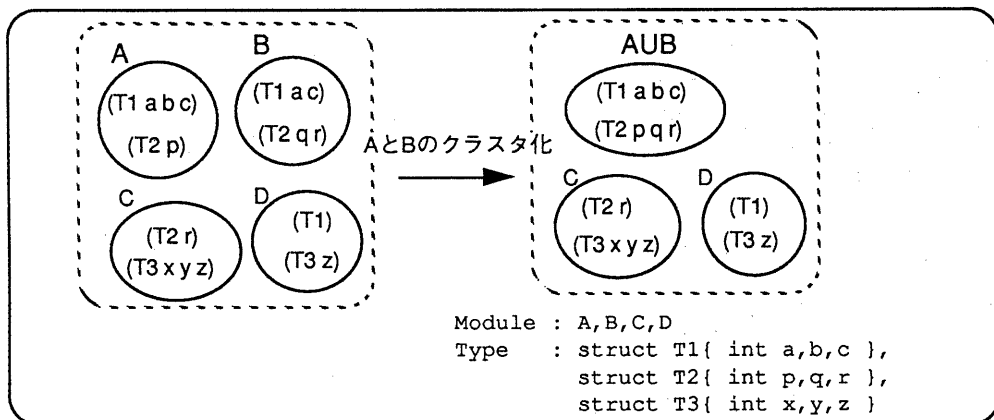 A
(T1 a b c)
(T2 p)
B
(T1 a c)
(T2 q r)
C
(T2 r)
(T3 x y z)
D
(T1)
(T3 z)
AとBのクラスタ化
AUB
(T1 a b c)
(T2 p q r)
C
(T2 r)
(T3 x y z)
D
(T1)
(T3 z)
Module : A,B,C,D
Type : struct T1{ int a,b,c },
struct T2{ int p,q,r },
struct T3{ int x,y,z }